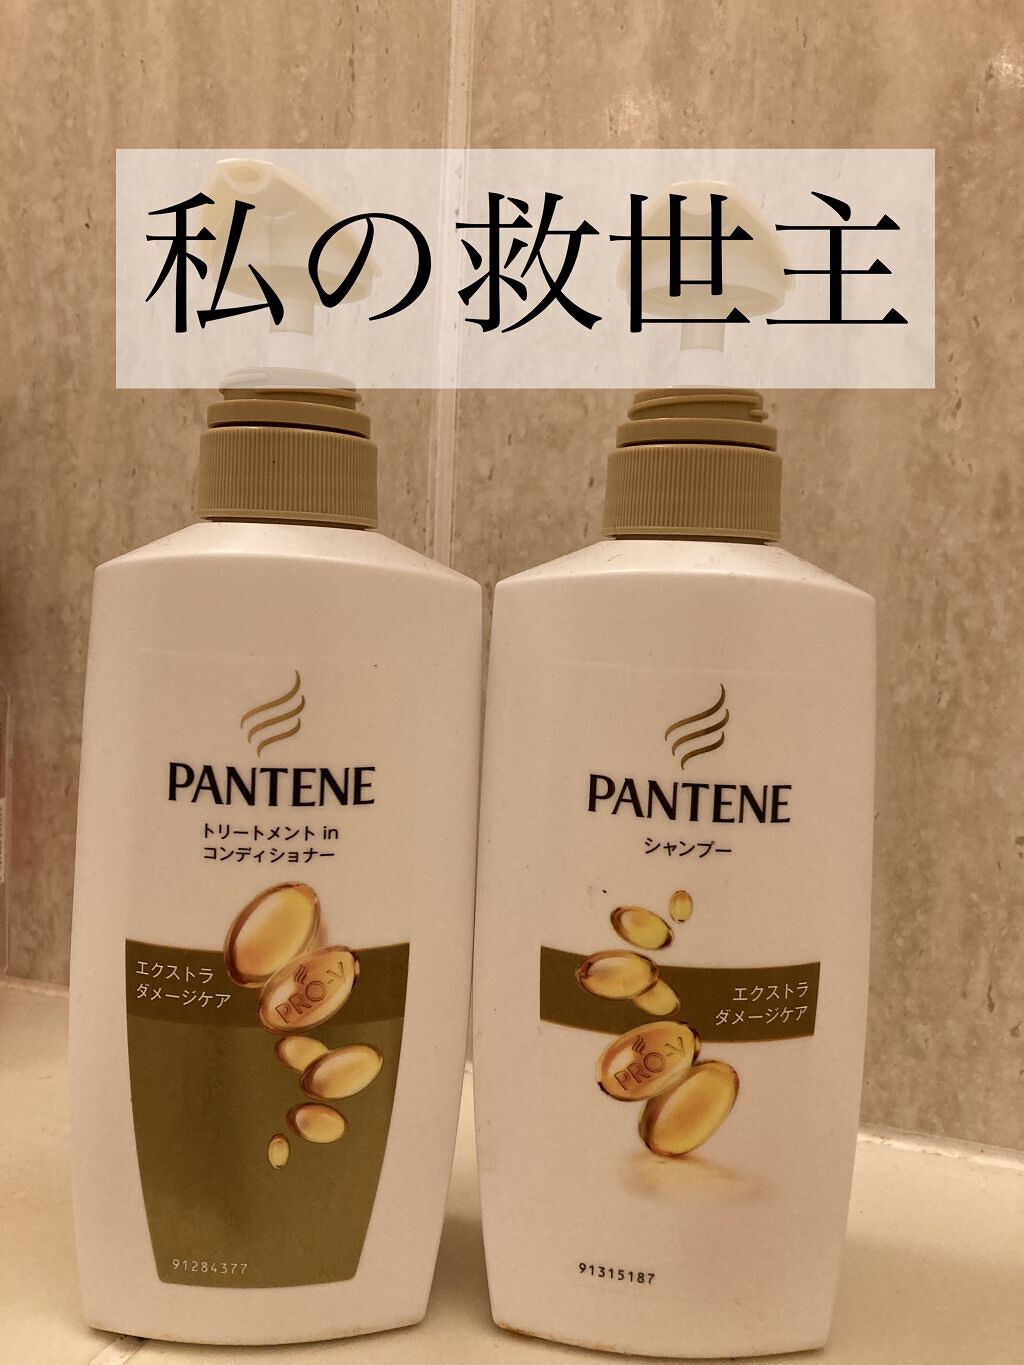 私の救世主
PANTENE
トリートメント in
コンディショナー
エクストラ
ダメージケア
PRO-V
91284377
PANTENE
シャンプー
エクストラ
ダメージケア
PRO-V
91315187